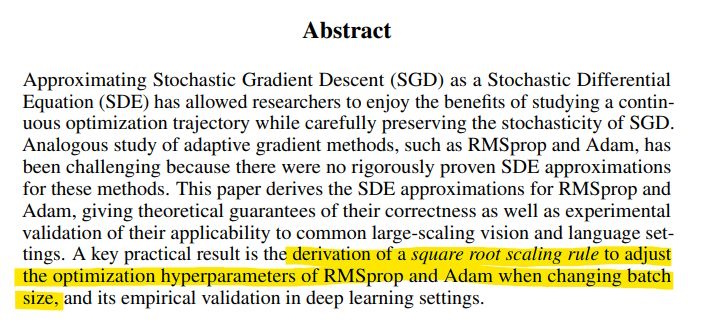 Abstract
Approximating Stochastic Gradient Descent (SGD) as a Stochastic Differential
Equation (SDE) has allowed researchers to enjoy the benefits of studying a contin-
uous optimization trajectory while carefully preserving the stochasticity of SGD.
Analogous study of adaptive gradient methods, such as RMSprop and Adam, has
been challenging because there were no rigorously proven SDE approximations
for these methods. This paper derives the SDE approximations for RMSprop and
Adam, giving theoretical guarantees of their correctness as well as experimental
validation of their applicability to common large-scaling vision and language set-
tings. A key practical result is the derivation of a square root scaling rule to adjust
the optimization hyperparameters of RMSprop and Adam when changing batch
size, and its empirical validation in deep learning settings.